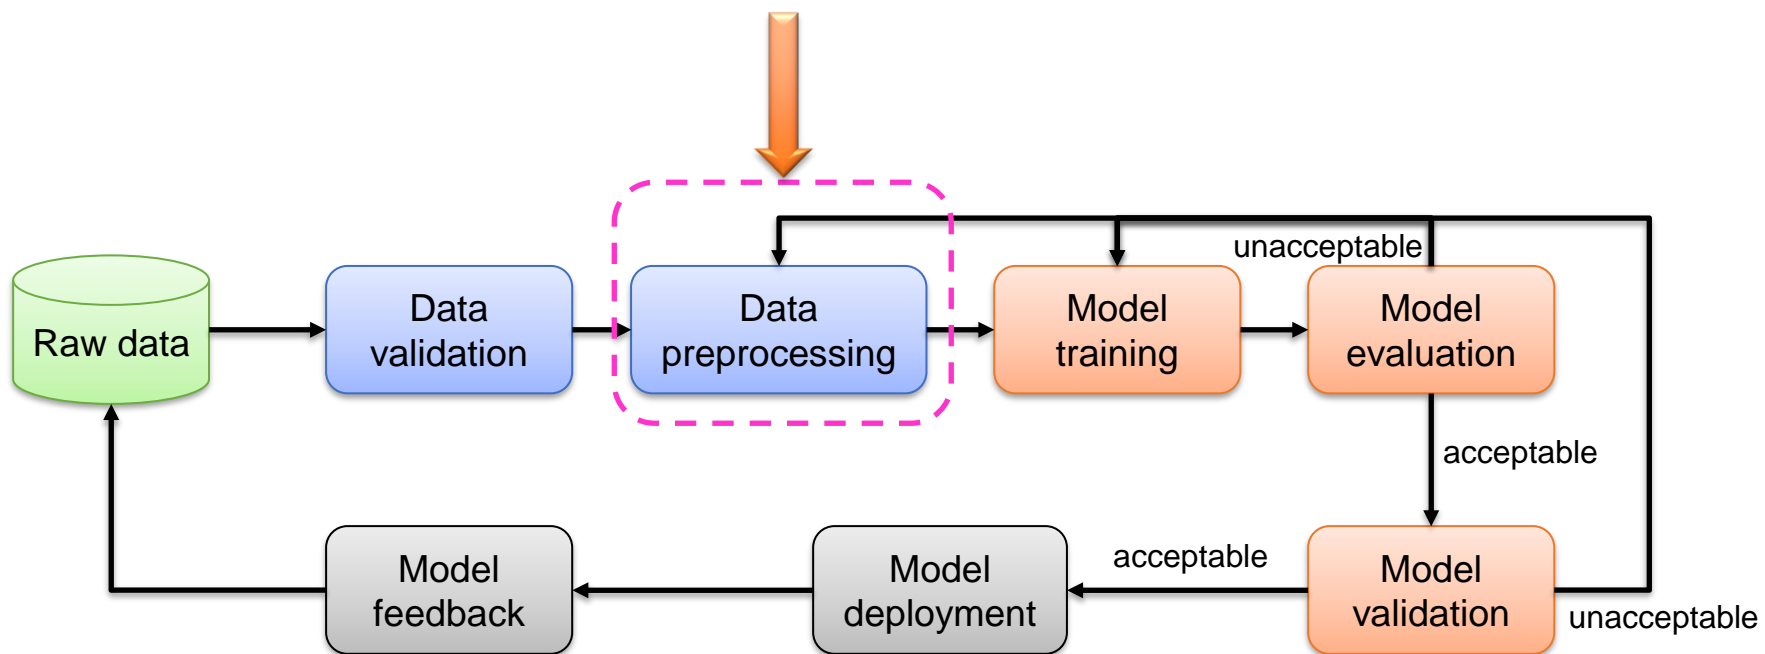 Raw data
Data
validation
Data
preprocessing
Model
training
unacceptable
Model
evaluation
acceptable
Model
feedback
Model
deployment
acceptable
Model
validation
unacceptable